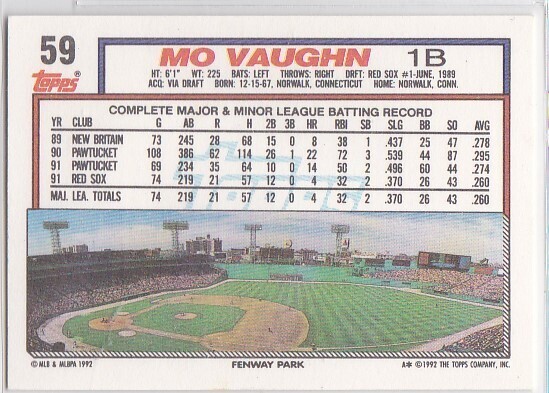 59 MO VAUGHN 1B
Topps®
HT: 6'1" WT: 225 BATS: LEFT THROWS: RIGHT DRFT: RED SOX #1-JUNE, 1989
ACQ: VIA DRAFT BORN: 12-15-67, NORWALK, CONNECTICUT HOME: NORWALK, CONN.
COMPLETE MAJOR & MINOR LEAGUE BATTING RECORD
YR CLUB G AB R H 2B 3B HR RBI SB SLG BB SO AVG
89 NEW BRITAIN 73 245 28 68 15 0 8 38 1 .437 25 47 .278
90 PAWTUCKET 108 386 62 114 26 1 22 72 3 .539 44 87 .295
91 PAWTUCKET 69 234 35 64 10 0 14 50 2 .496 60 44 .274
91 RED SOX 74 219 21 57 12 0 4 32 2 .370 26 43 .260
MAJ. LEA. TOTALS 74 219 21 57 12 0 4 32 2 .370 26 43 .260
© MLB & MLBPA 1992 FENWAY PARK A* © 1992 THE TOPPS COMPANY, INC.